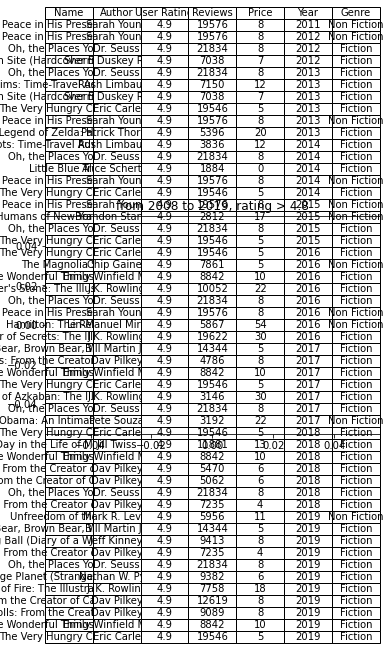 Name Author User Rating Reviews Price Year Genre
Peace in His Prese Sarah Youn 4.9 19576 8 2011 Non Fiction
Peace in His Prese Sarah Youn 4.9 19576 8 2012 Non Fiction
Oh, the Places Yo Dr. Seuss 4.9 21834 8 2012 Fiction
n Site (Hardcover Sherri Duskey R 4.9 7038 7 2012 Fiction
Oh, the Places Yo Dr. Seuss 4.9 21834 8 2013 Fiction
ims: Time-Trave Rush Limbau 4.9 7150 12 2013 Fiction
n Site (Hardcover Sherri Duskey R 4.9 7038 7 2013 Fiction
The Very Hungry C Eric Carle 4.9 19546 5 2013 Fiction
Peace in His Prese Sarah Youn 4.9 19576 8 2013 Non Fiction
Legend of Zelda: H Patrick Thor 4.9 5396 20 2013 Fiction
ots: Time-Travel Ad Rush Limbau 4.9 3836 12 2014 Fiction
Oh, the Places Yo Dr. Seuss 4.9 21834 8 2014 Fiction
Little Blue Tr Alice Schert 4.9 1884 0 2014 Fiction
Peace in His Prese Sarah Youn 4.9 19576 8 2014 Non Fiction
The Very Hungry C Eric Carle 4.9 19546 5 2014 Fiction
Peace in His Prese Sarah Youn 4.9 19576 8 2015 Non Fiction
from 2008 to 2019, rating > 4.8
Humans of New Yor Brandon Stan 4.9 2812 17 2015 Non Fiction
Oh, the Places Yo Dr. Seuss 4.9 21834 8 2015 Fiction
The Very Hungry C Eric Carle 4.9 19546 5 2015 Fiction
0.04
The Very Hungry C Eric Carle 4.9 19546 5 2016 Fiction
The Magnolia Chip Gaine 4.9 7861 5 2016 Non Fiction
e Wonderful Things Emily Winfield M 4.9 8842 10 2016 Fiction
0.02
er's Stone: The Illus J.K. Rowling 4.9 10052 22 2016 Fiction
Oh, the Places Yo Dr. Seuss 4.9 21834 8 2016 Fiction
Peace in His Prese Sarah Youn 4.9 19576 8 2016 Non Fiction
0.00
Hamilton: The Re Lin-Manuel Mir 4.9 5867 54 2016 Non Fiction
r of Secrets: The Ill J.K. Rowling 4.9 19622 30 2016 Fiction
Bear, Brown Bear, W Bill Martin J 4.9 14344 5 2017 Fiction
s: From the Creato Dav Pilkey 4.9 4786 8 2017 Fiction
−0.02
e Wonderful Things Emily Winfield M 4.9 8842 10 2017 Fiction
The Very Hungry C Eric Carle 4.9 19546 5 2017 Fiction
of Azkaban: The Ill J.K. Rowling 4.9 3146 30 2017 Fiction
−0.04
Oh, the Places Yo Dr. Seuss 4.9 21834 8 2017 Fiction
Obama: An Intimat Pete Souza 4.9 3192 22 2017 Non Fiction
The Very Hungry C Eric Carle 4.9 19546 5 2018 Fiction
−0.04 −0.02 0.00 0.02 0.04
Day in the Life of M Jill Twiss 4.9 11881 13 2018 Fiction
e Wonderful Things Emily Winfield M 4.9 8842 10 2018 Fiction
From the Creator o Dav Pilkey 4.9 5470 6 2018 Fiction
om the Creator of C Dav Pilkey 4.9 5062 6 2018 Fiction
Oh, the Places Yo Dr. Seuss 4.9 21834 8 2018 Fiction
From the Creator o Dav Pilkey 4.9 7235 4 2018 Fiction
Unfreedom of th Mark R. Lev 4.9 5956 11 2019 Non Fiction
Bear, Brown Bear, W Bill Martin J 4.9 14344 5 2019 Fiction
g Ball (Diary of a W Jeff Kinney 4.9 9413 8 2019 Fiction
From the Creator o Dav Pilkey 4.9 7235 4 2019 Fiction
Oh, the Places Yo Dr. Seuss 4.9 21834 8 2019 Fiction
ge Planet (Strange Nathan W. Py 4.9 9382 6 2019 Fiction
of Fire: The Illustra J.K. Rowling 4.9 7758 18 2019 Fiction
m the Creator of Ca Dav Pilkey 4.9 12619 8 2019 Fiction
olls: From the Creat Dav Pilkey 4.9 9089 8 2019 Fiction
e Wonderful Things Emily Winfield M 4.9 8842 10 2019 Fiction
The Very Hungry C Eric Carle 4.9 19546 5 2019 Fiction